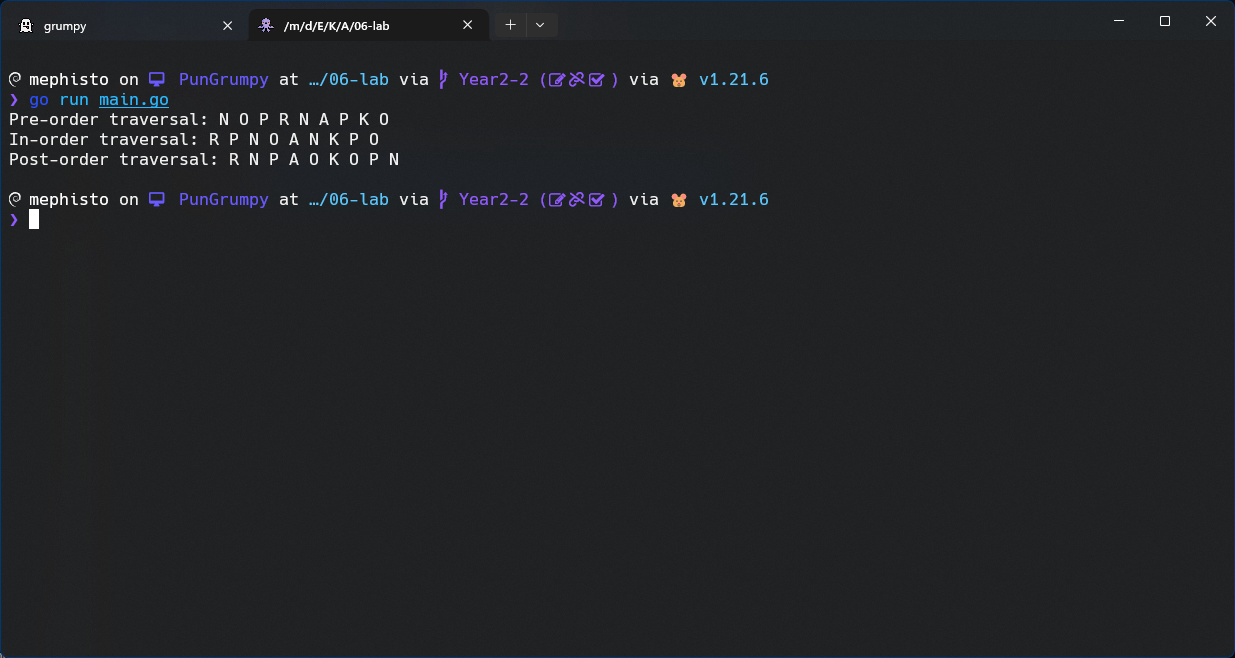 grumpy
/m/d/E/K/A/06-lab
mephisto on PunGrumpy at …/06-lab via Year2-2 ( ) via v1.21.6
❯ go run main.go
Pre-order traversal: N O P R N A P K O
In-order traversal: R P N O A N K P O
Post-order traversal: R N P A O K O P N
mephisto on PunGrumpy at …/06-lab via Year2-2 ( ) via v1.21.6
❯